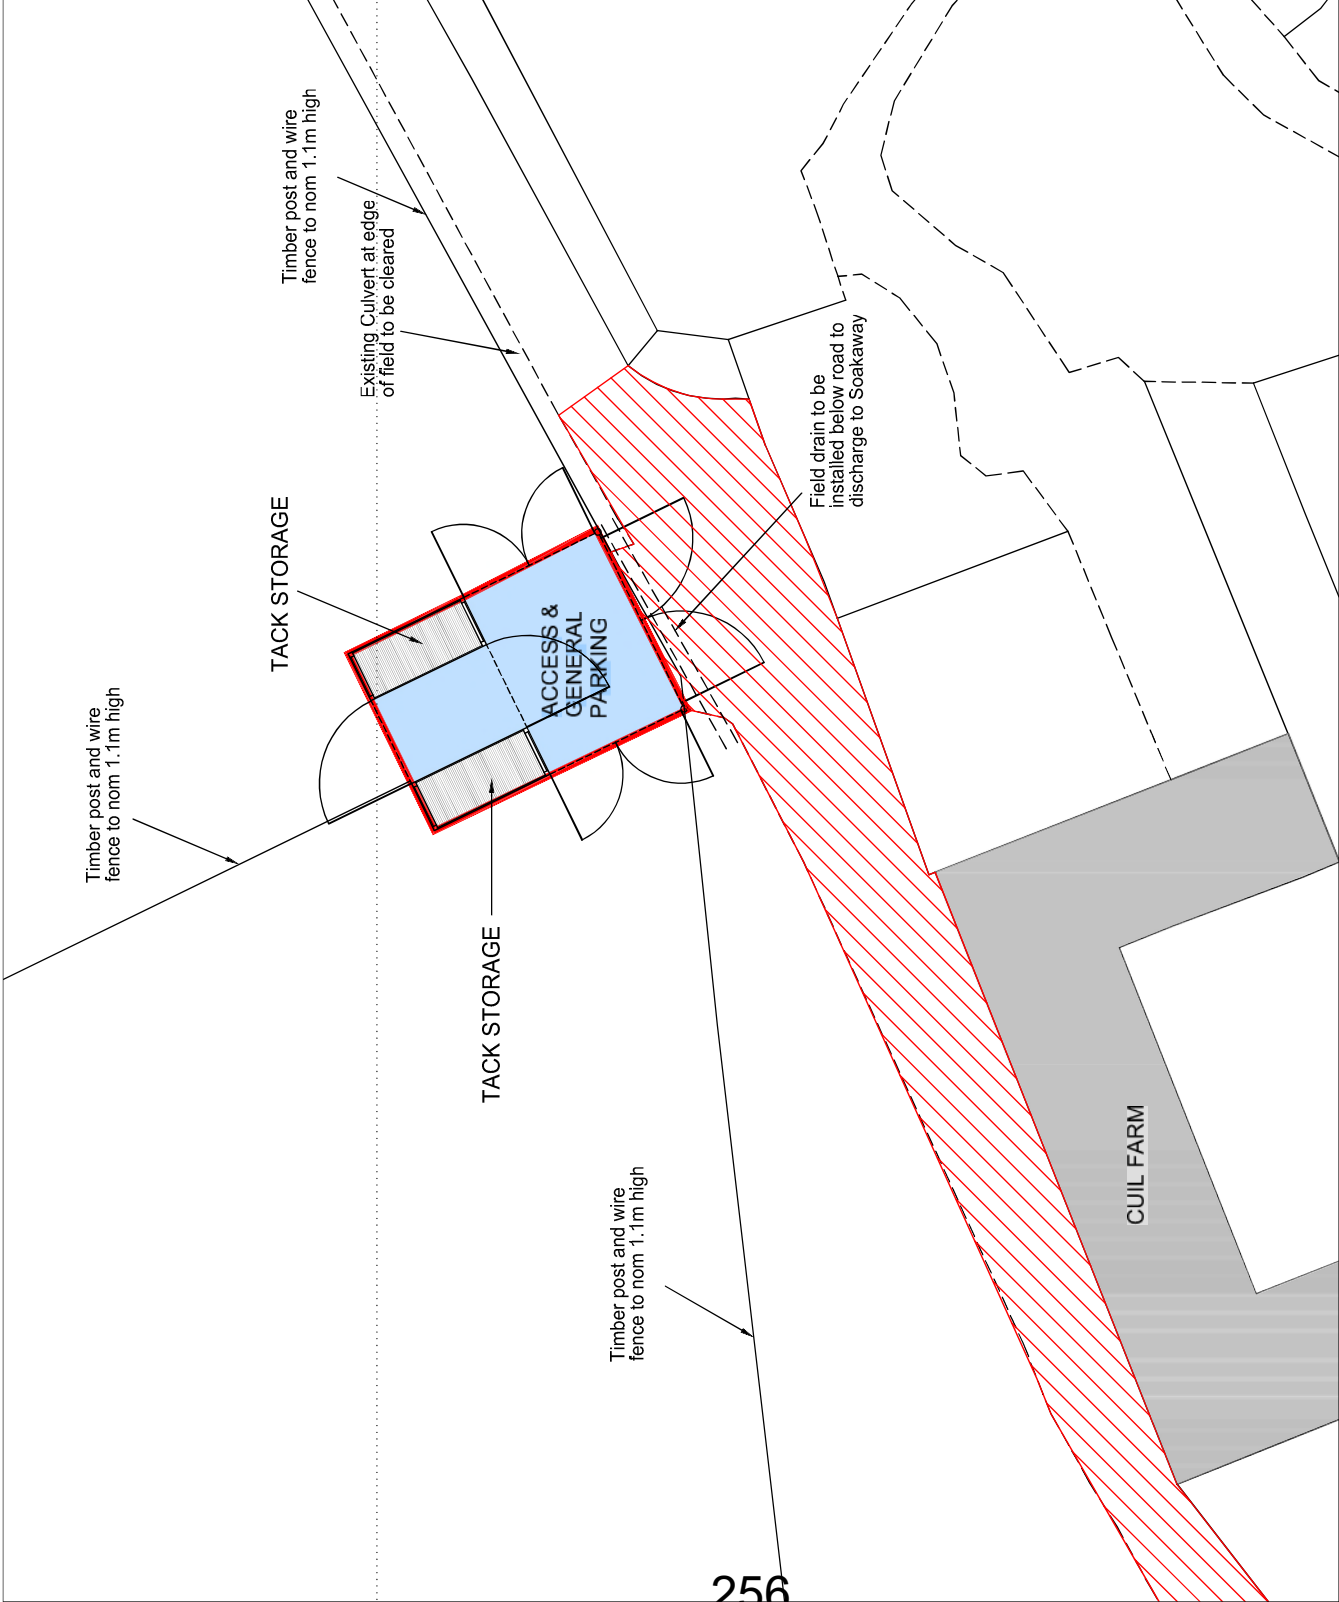 Timber post and wire
fence to nom 1.1m high
Existing Culvert at edge
of field to be cleared
TACK STORAGE
Timber post and wire
fence to nom 1.1m high
ACCESS &
GENERAL
PARKING
Field drain to be
installed below road to
discharge to Soakaway
TACK STORAGE
Timber post and wire
fence to nom 1.1m high
CUIL FARM
256